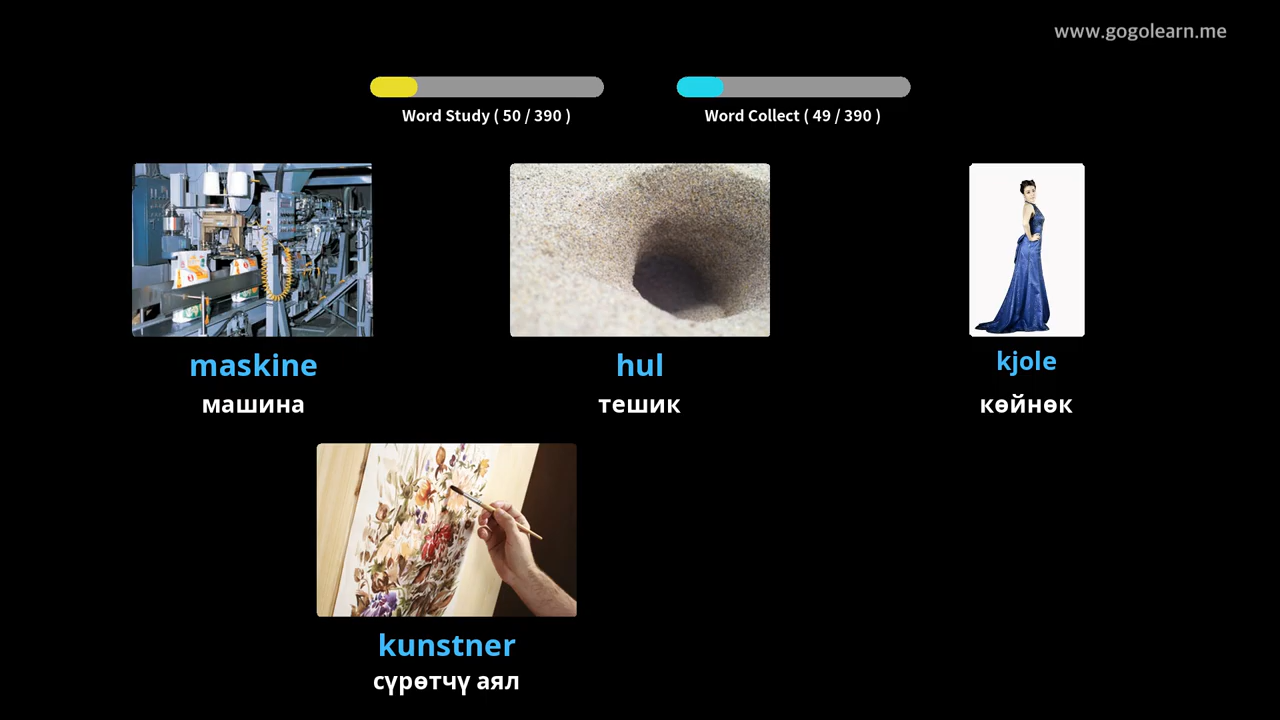 www.gogolearn.me
Word Study ( 50 / 390 )
Word Collect ( 49 / 390 )
maskine
hul
kjole
машина
тешик
көйнөк
kunstner
сүрөтчү аял